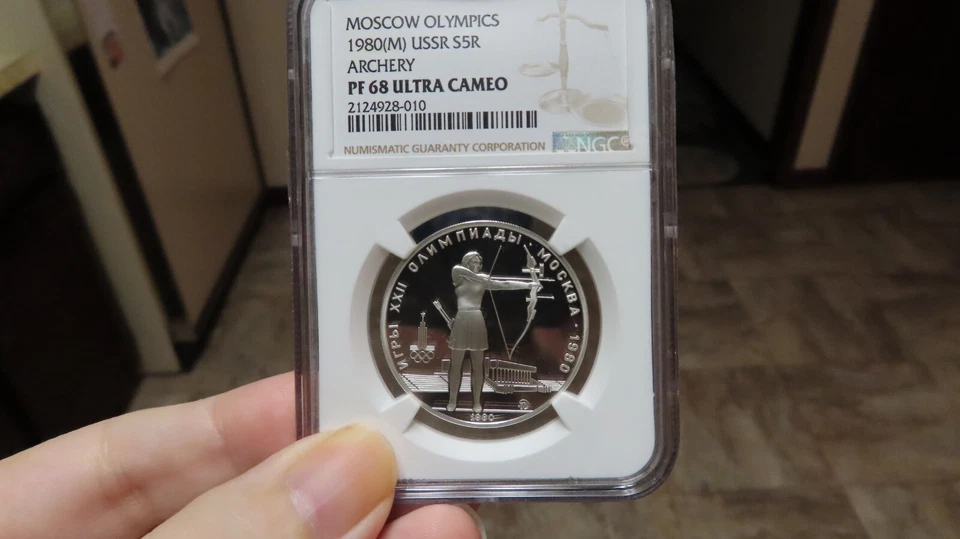 MOSCOW OLYMPICS
1980(M) USSR S5R
ARCHERY
PF 68 ULTRA CAMEO
2124928-010
NUMISMATIC GUARANTY CORPORATION NGC
ИГРЫ XXII ОЛИМПИАДЫ · МОСКВА · 1980
1980